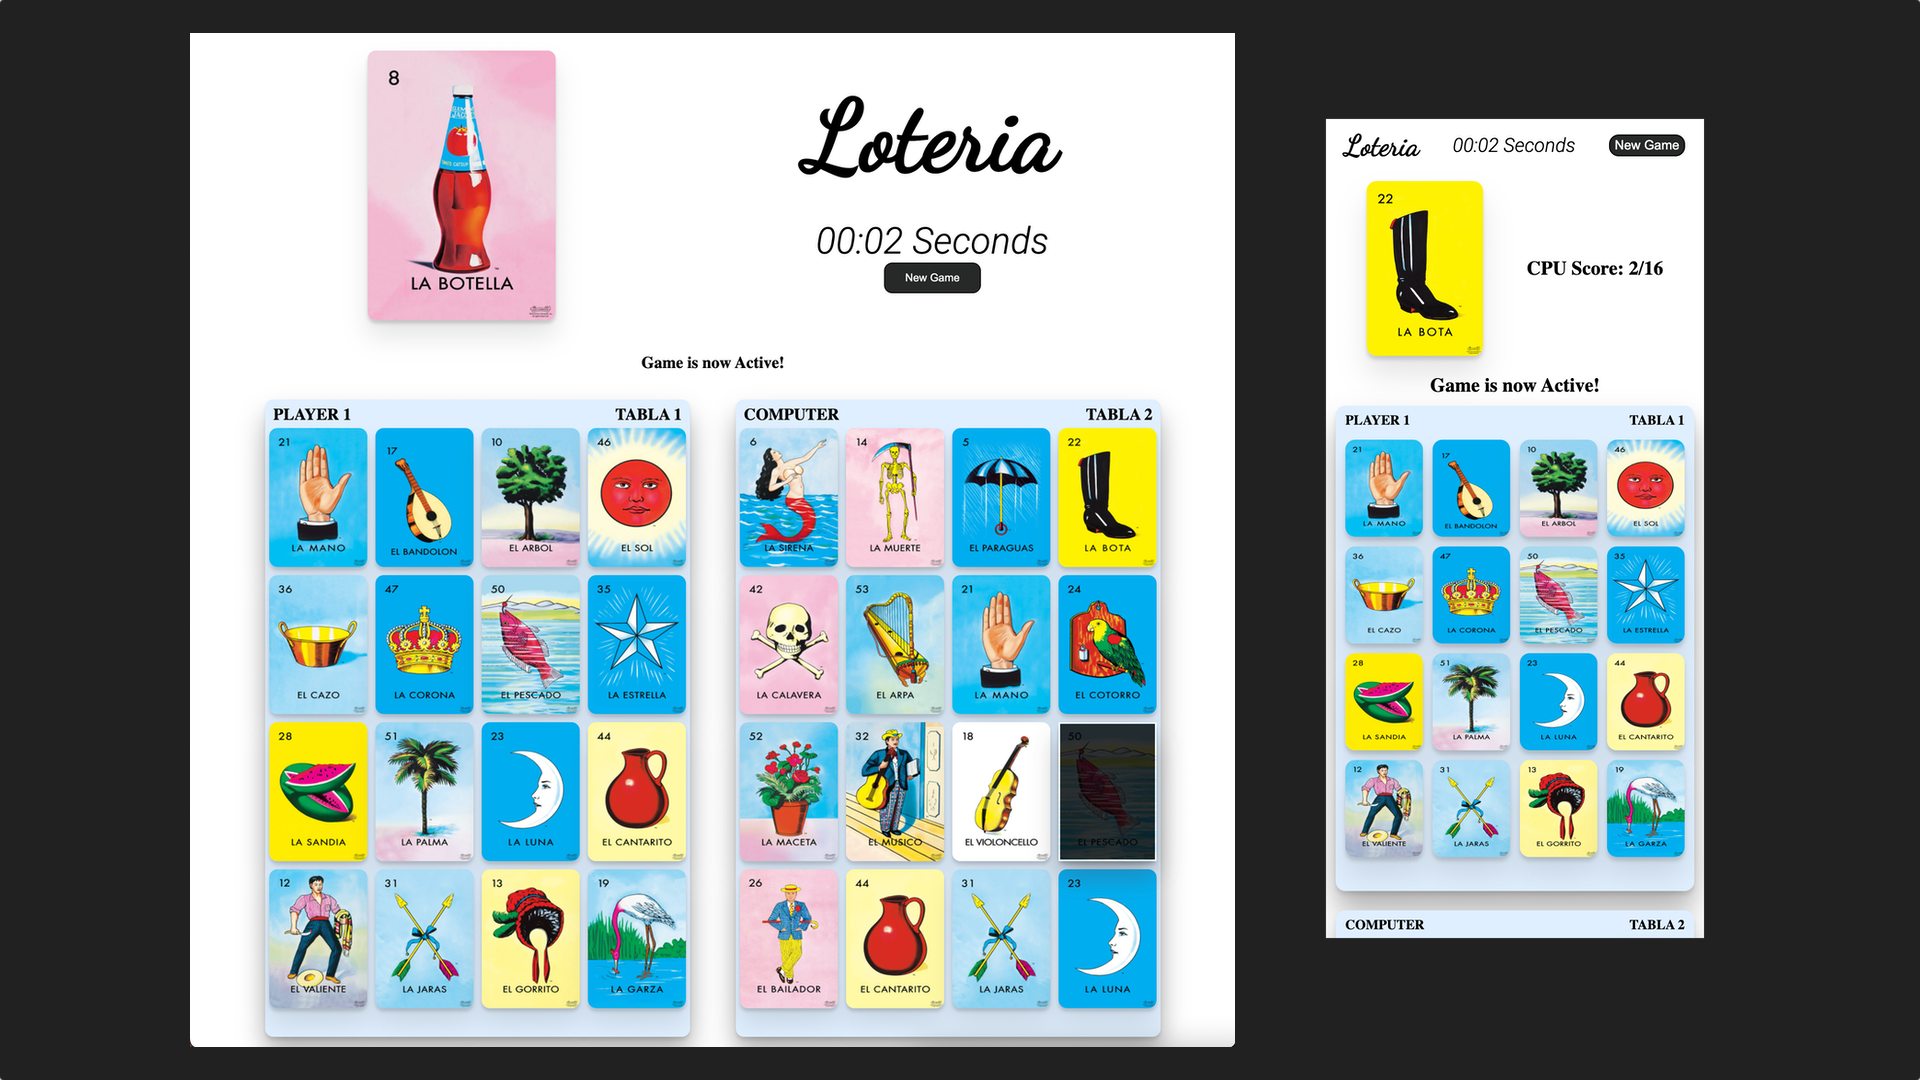 8
LA BOTELLA
Loteria
00:02 Seconds
New Game
Game is now Active!
PLAYER 1 TABLA 1
21 17 10 46
LA MANO EL BANDOLON EL ARBOL EL SOL
36 47 50 35
EL CAZO LA CORONA EL PESCADO LA ESTRELLA
28 51 23 44
LA SANDIA LA PALMA LA LUNA EL CANTARITO
12 31 13 19
EL VALIENTE LA JARAS EL GORRITO LA GARZA
COMPUTER TABLA 2
6 14 5 22
LA SIRENA LA MUERTE EL PARAGUAS LA BOTA
42 53 21 24
LA CALAVERA EL ARPA LA MANO EL COTORRO
52 32 18 50
LA MACETA EL MUSICO EL VIOLONCELLO EL PESCADO
26 44 31 23
EL BAILADOR EL CANTARITO LA JARAS LA LUNA
Loteria 00:02 Seconds New Game
22
LA BOTA
CPU Score: 2/16
Game is now Active!
PLAYER 1 TABLA 1
21 17 10 46
LA MANO EL BANDOLON EL ARBOL EL SOL
36 47 50 35
EL CAZO LA CORONA EL PESCADO LA ESTRELLA
28 51 23 44
LA SANDIA LA PALMA LA LUNA EL CANTARITO
12 31 13 19
EL VALIENTE LA JARAS EL GORRITO LA GARZA
COMPUTER TABLA 2